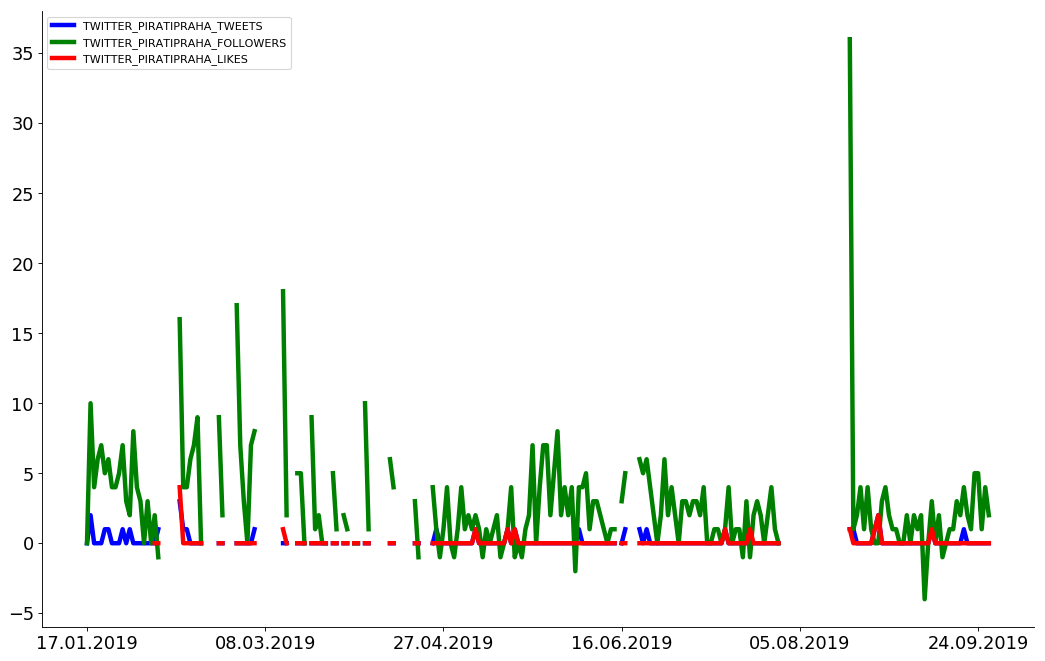 TWITTER_PIRATIPRAHA_TWEETS
TWITTER_PIRATIPRAHA_FOLLOWERS
TWITTER_PIRATIPRAHA_LIKES
35
30
25
20
15
10
5
0
−5
17.01.2019 08.03.2019 27.04.2019 16.06.2019 05.08.2019 24.09.2019